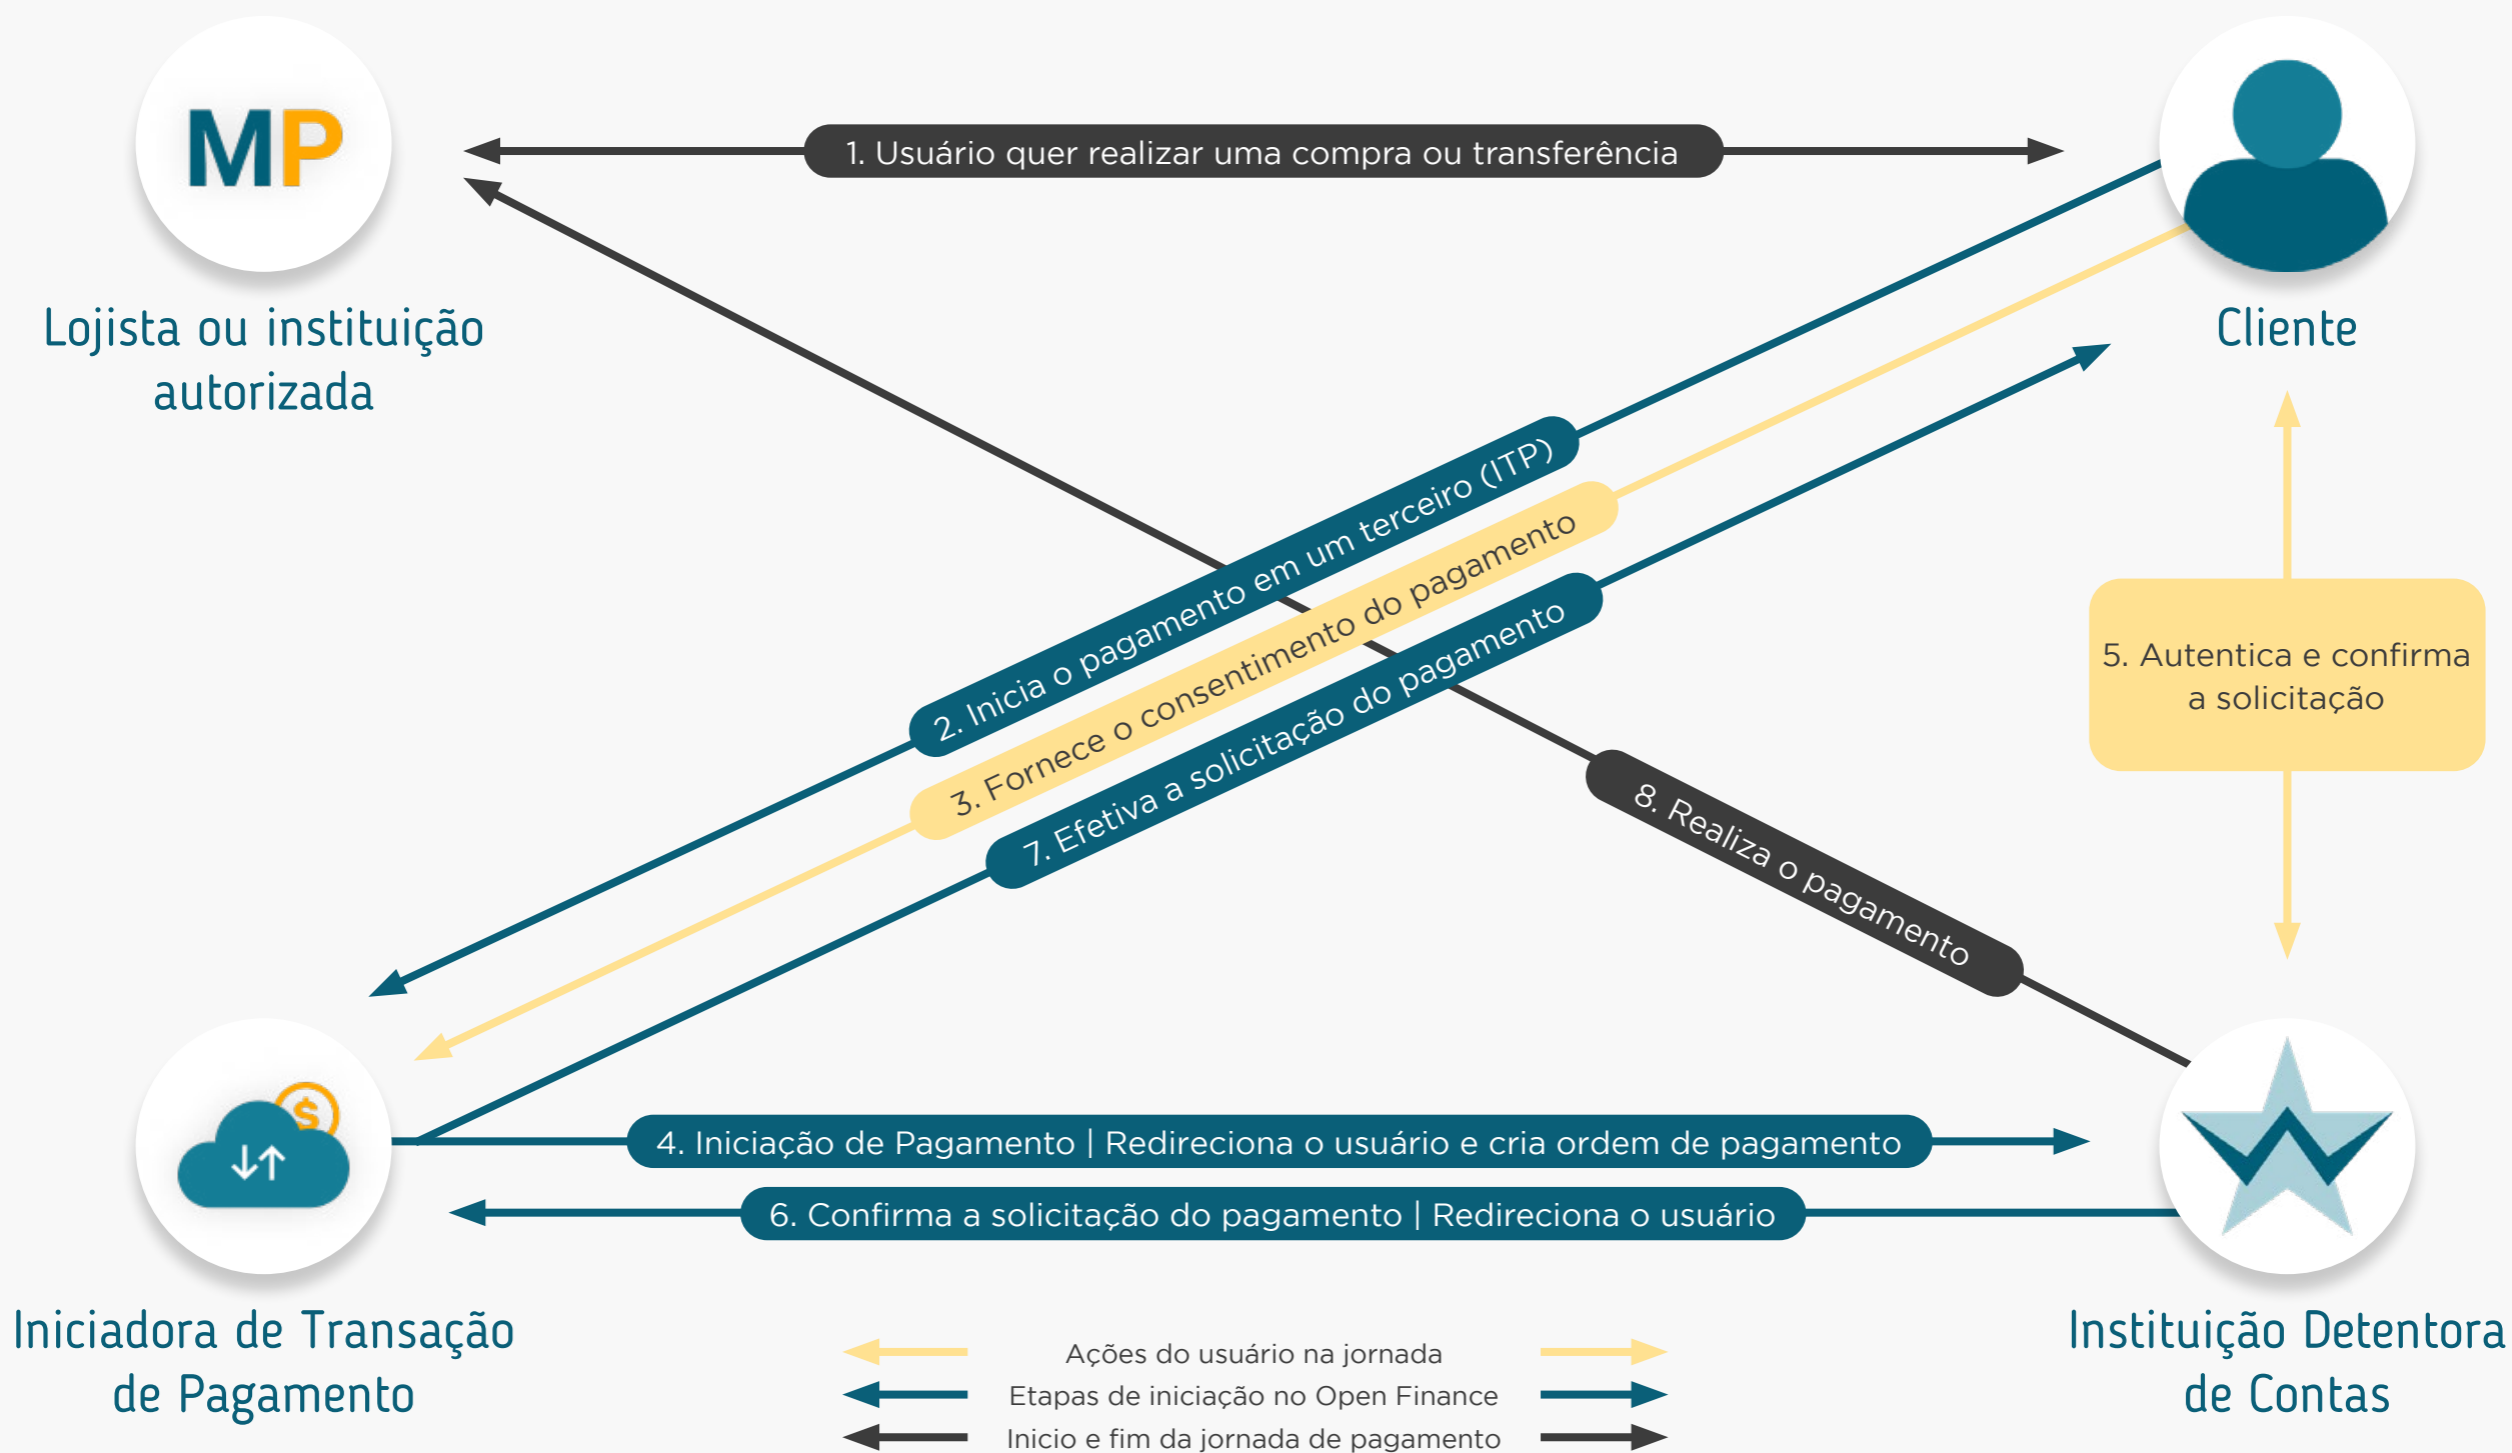 MP
1. Usuário quer realizar uma compra ou transferência
Lojista ou instituição
autorizada
Cliente
2. Inicia o pagamento em um terceiro (ITP)
3. Fornece o consentimento do pagamento
7. Efetiva a solicitação do pagamento
5. Autentica e confirma
a solicitação
8. Realiza o pagamento
$
4. Iniciação de Pagamento | Redireciona o usuário e cria ordem de pagamento
6. Confirma a solicitação do pagamento | Redireciona o usuário
Iniciadora de Transação
de Pagamento
Instituição Detentora
de Contas
Ações do usuário na jornada
Etapas de iniciação no Open Finance
Inicio e fim da jornada de pagamento